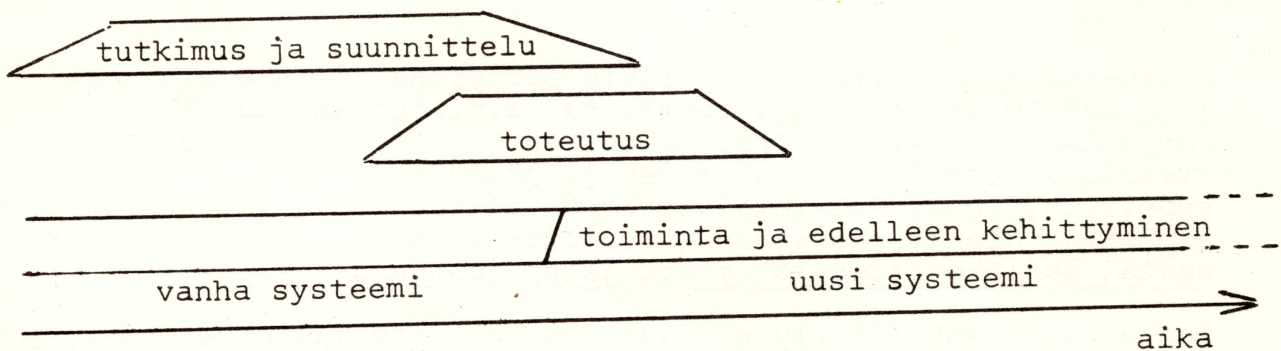 tutkimus ja suunnittelu
toteutus
toiminta ja edelleen kehittyminen
vanha systeemi
uusi systeemi
aika